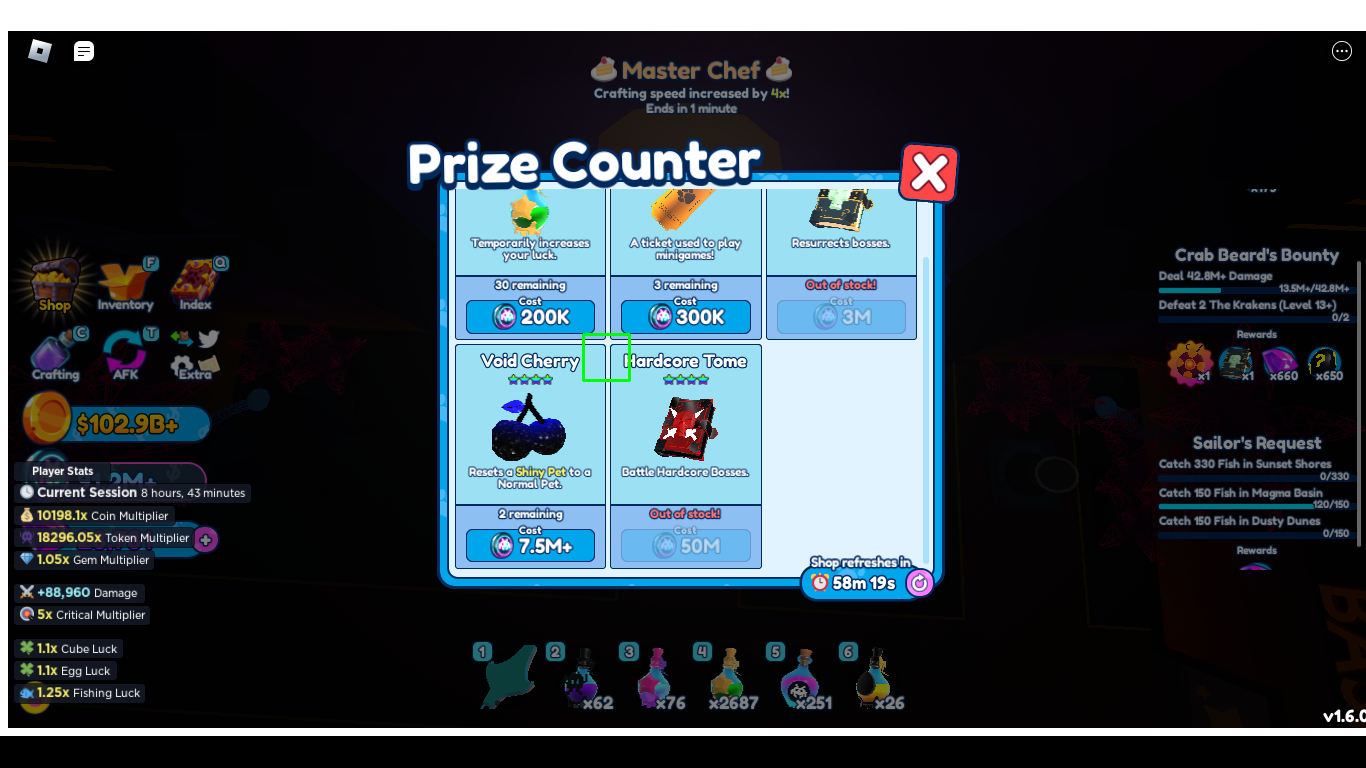 Master Chef
Crafting speed increased by 4x!
Ends in 1 minute
Prize Counter
Temporarily increases
your luck.
30 remaining
Cost
200K
A ticket used to play
minigames!
3 remaining
Cost
300K
Resurrects bosses.
Out of stock!
Cost
3M
Void Cherry
Resets a Shiny Pet to a
Normal Pet.
2 remaining
Cost
7.5M+
Hardcore Tome
Battle Hardcore Bosses.
Out of stock!
Cost
50M
Shop refreshes in
58m 19s
Shop
F
Inventory
Q
Index
C
Crafting
T
AFK
Extra
$102.9B+
Player Stats
Current Session 8 hours, 43 minutes
10198.1x Coin Multiplier
18296.05x Token Multiplier
1.05x Gem Multiplier
+88,960 Damage
5x Critical Multiplier
1.1x Cube Luck
1.1x Egg Luck
1.25x Fishing Luck
Crab Beard's Bounty
Deal 42.8M+ Damage
13.5M+/42.8M+
Defeat 2 The Krakens (Level 13+)
0/2
Rewards
x1
x1
x660
x650
Sailor's Request
Catch 330 Fish in Sunset Shores
0/330
Catch 150 Fish in Magma Basin
120/150
Catch 150 Fish in Dusty Dunes
0/150
Rewards
1
2
x62
3
x76
4
x2687
5
x251
6
x26
v1.6.0